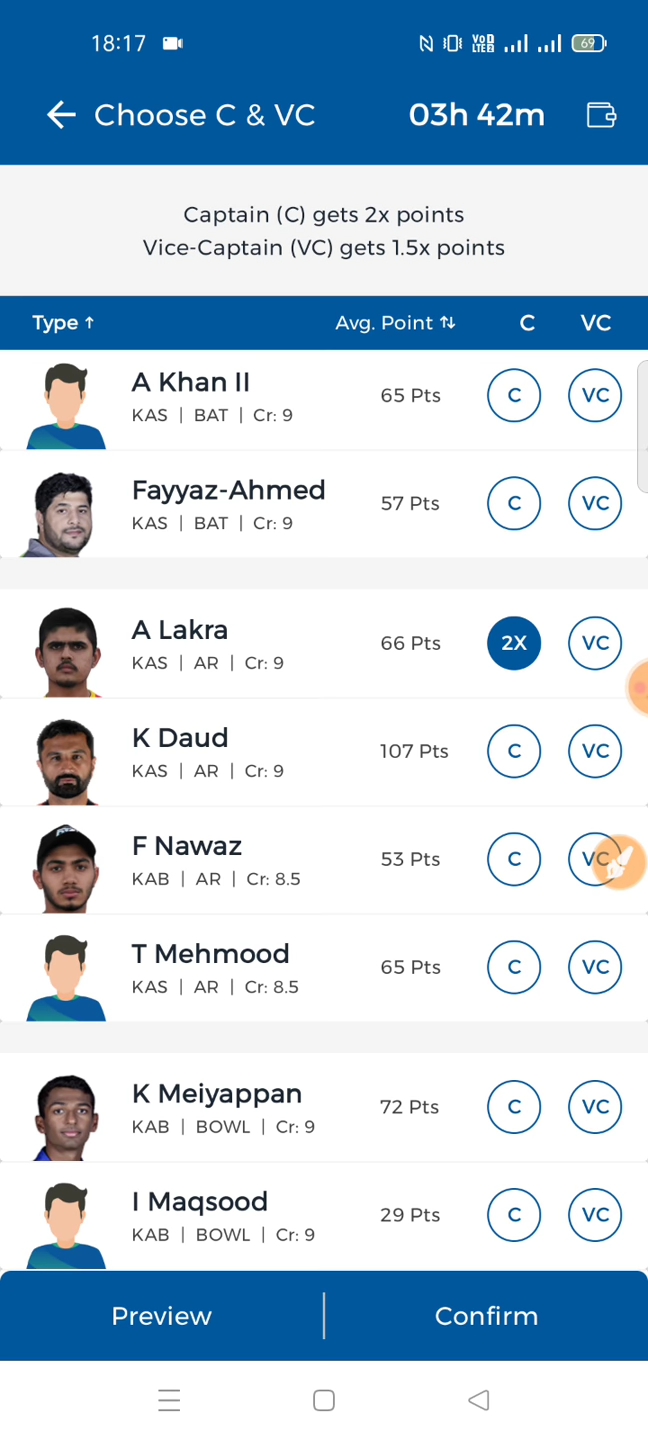 18:17 VoD LTE2 69
Choose C & VC 03h 42m
Captain (C) gets 2x points
Vice-Captain (VC) gets 1.5x points
Type ↑ Avg. Point ↑↓ C VC
A Khan II
KAS | BAT | Cr: 9 65 Pts C VC
Fayyaz-Ahmed
KAS | BAT | Cr: 9 57 Pts C VC
A Lakra
KAS | AR | Cr: 9 66 Pts 2X VC
K Daud
KAS | AR | Cr: 9 107 Pts C VC
F Nawaz
KAB | AR | Cr: 8.5 53 Pts C VC
T Mehmood
KAS | AR | Cr: 8.5 65 Pts C VC
K Meiyappan
KAB | BOWL | Cr: 9 72 Pts C VC
I Maqsood
KAB | BOWL | Cr: 9 29 Pts C VC
Preview | Confirm